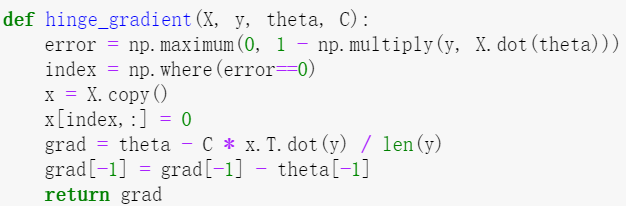 def hinge_gradient(X, y, theta, C):
    error = np.maximum(0, 1 - np.multiply(y, X.dot(theta)))
    index = np.where(error==0)
    x = X.copy()
    x[index,:] = 0
    grad = theta - C * x.T.dot(y) / len(y)
    grad[-1] = grad[-1] - theta[-1]
    return grad